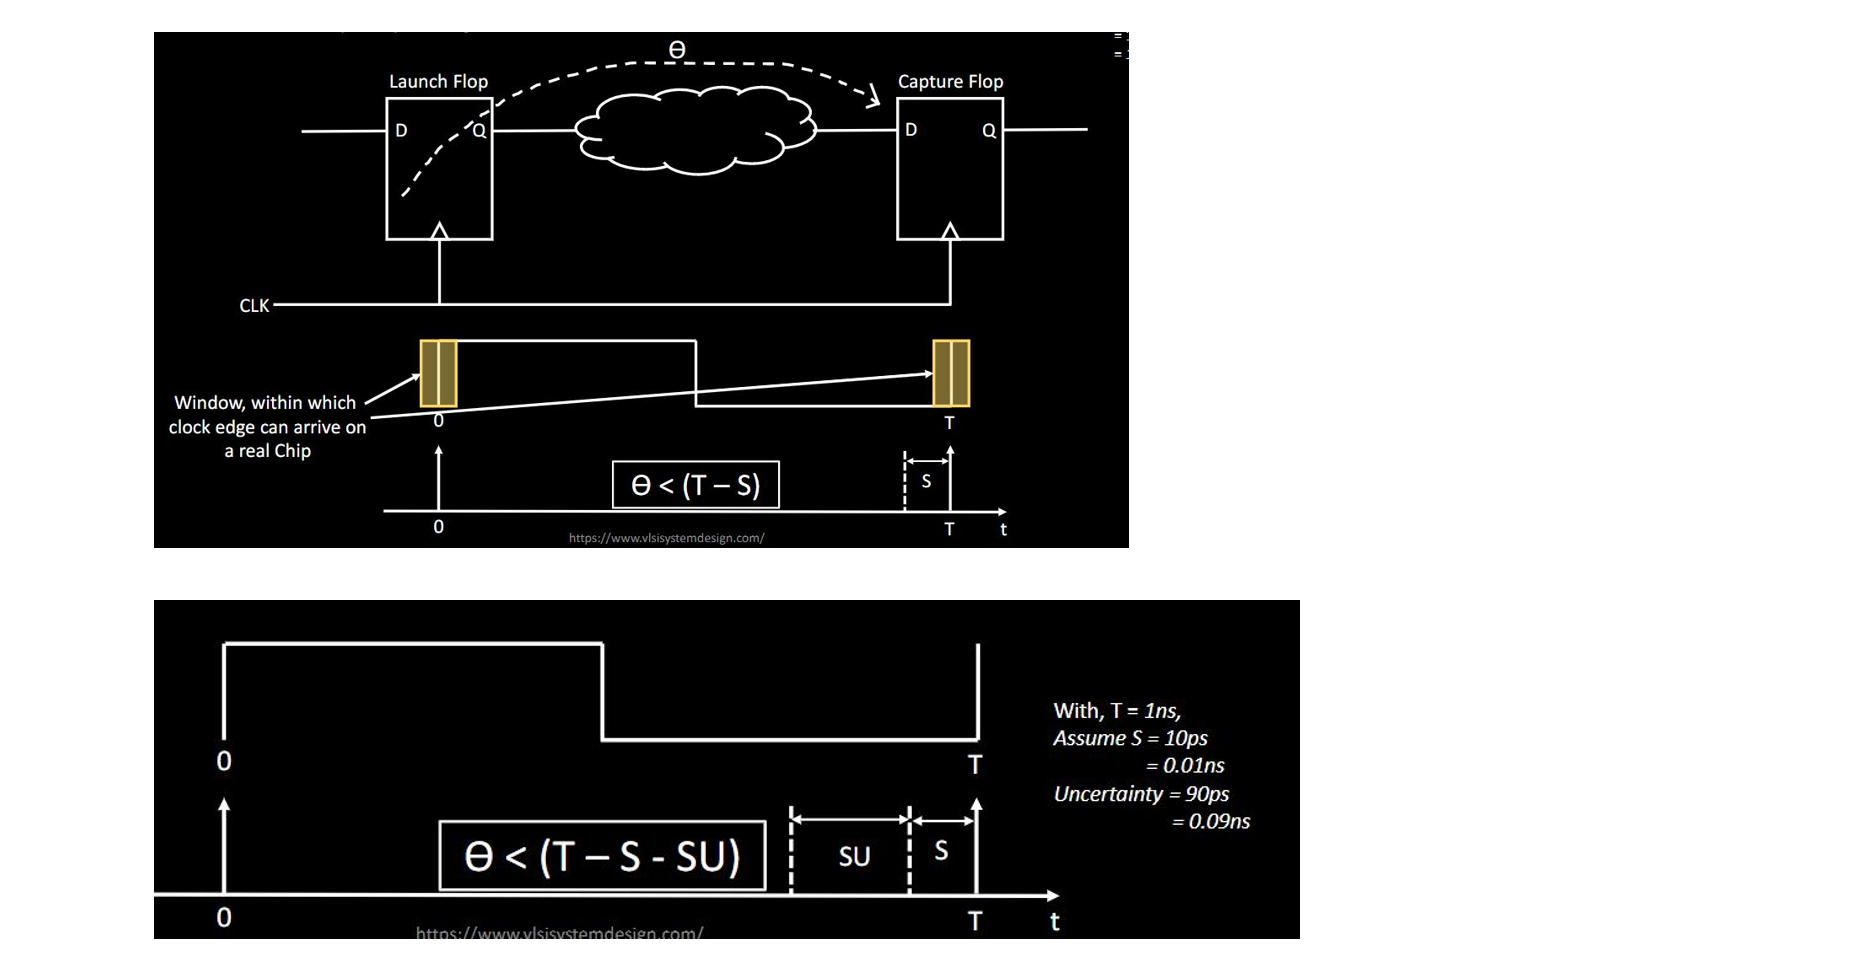 ϴ
=
=
Launch Flop
Capture Flop
D
Q
D
Q
CLK
Window, within which
clock edge can arrive on
a real Chip
0
T
ϴ < (T – S)
S
0
T
t
https://www.vlsisystemdesign.com/
0
T
With, T = 1ns,
Assume S = 10ps
= 0.01ns
Uncertainty = 90ps
= 0.09ns
ϴ < (T – S - SU)
SU
S
0
T
t
https://www.vlsisystemdesign.com/